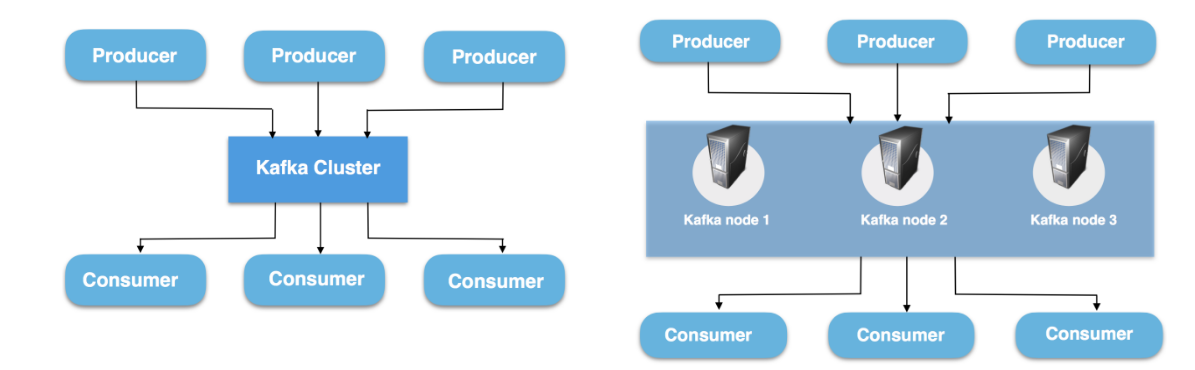 Producer
Producer
Producer
Kafka Cluster
Consumer
Consumer
Consumer
Producer
Producer
Producer
Kafka node 1
Kafka node 2
Kafka node 3
Consumer
Consumer
Consumer